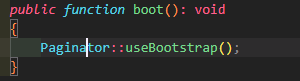 public function boot(): void
{
    Paginator::useBootstrap();
}